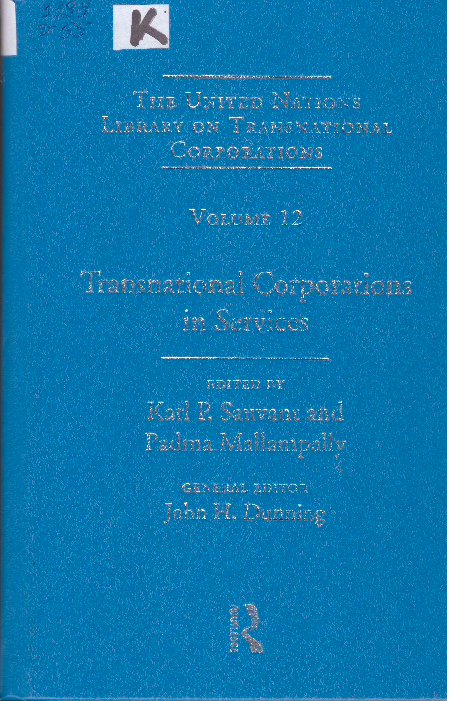 K
THE UNITED NATIONS
LIBRARY ON TRANSNATIONAL
CORPORATIONS
VOLUME 12
Transnational Corporations
in Services
EDITED BY
Karl P. Sauvant and
Padma Mallampally
GENERAL EDITOR
John H. Dunning
ROUTLEDGE